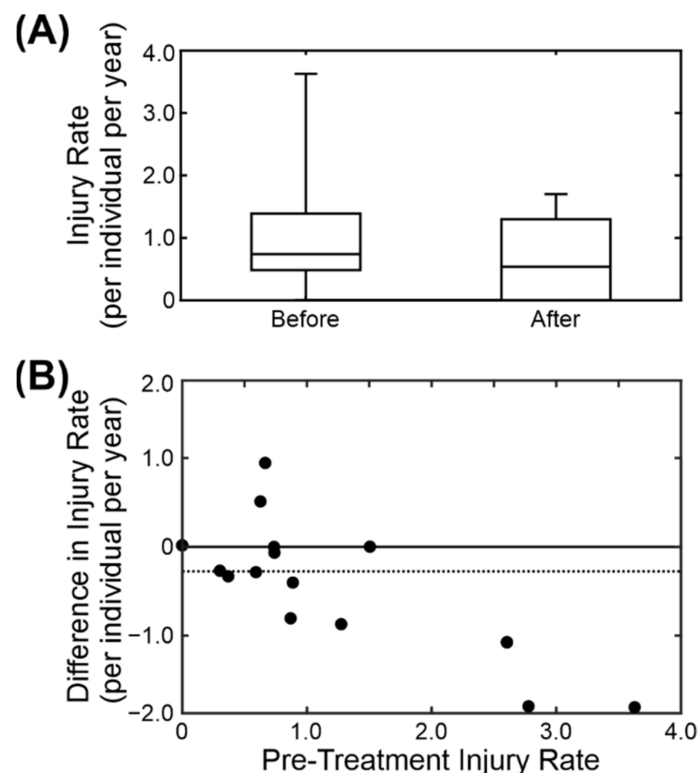 (A)
Injury Rate
(per individual per year)
4.0
3.0
2.0
1.0
0
Before After
(B)
Difference in Injury Rate
(per individual per year)
2.0
1.0
0
−1.0
−2.0
0 1.0 2.0 3.0 4.0
Pre-Treatment Injury Rate